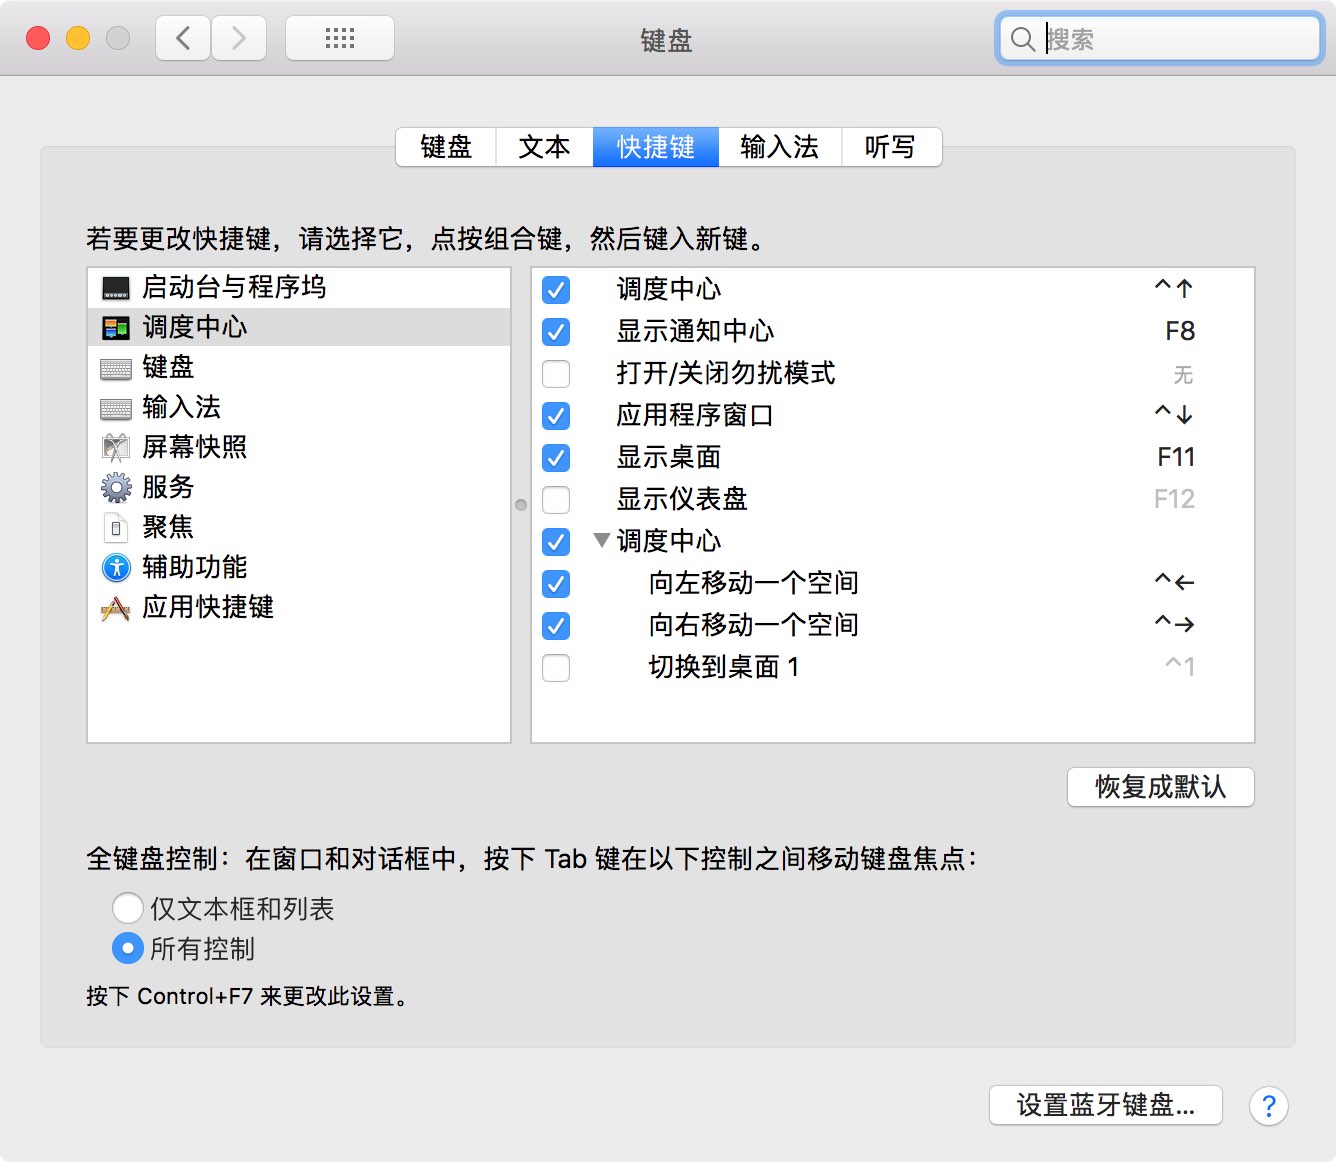 键盘
搜索
键盘 文本 快捷键 输入法 听写
若要更改快捷键，请选择它，点按组合键，然后键入新键。
启动台与程序坞
调度中心
键盘
输入法
屏幕快照
服务
聚焦
辅助功能
应用快捷键
调度中心 ^↑
显示通知中心 F8
打开/关闭勿扰模式 无
应用程序窗口 ^↓
显示桌面 F11
显示仪表盘 F12
调度中心
向左移动一个空间 ^←
向右移动一个空间 ^→
切换到桌面 1 ^1
恢复成默认
全键盘控制：在窗口和对话框中，按下 Tab 键在以下控制之间移动键盘焦点：
仅文本框和列表
所有控制
按下 Control+F7 来更改此设置。
设置蓝牙键盘... ?